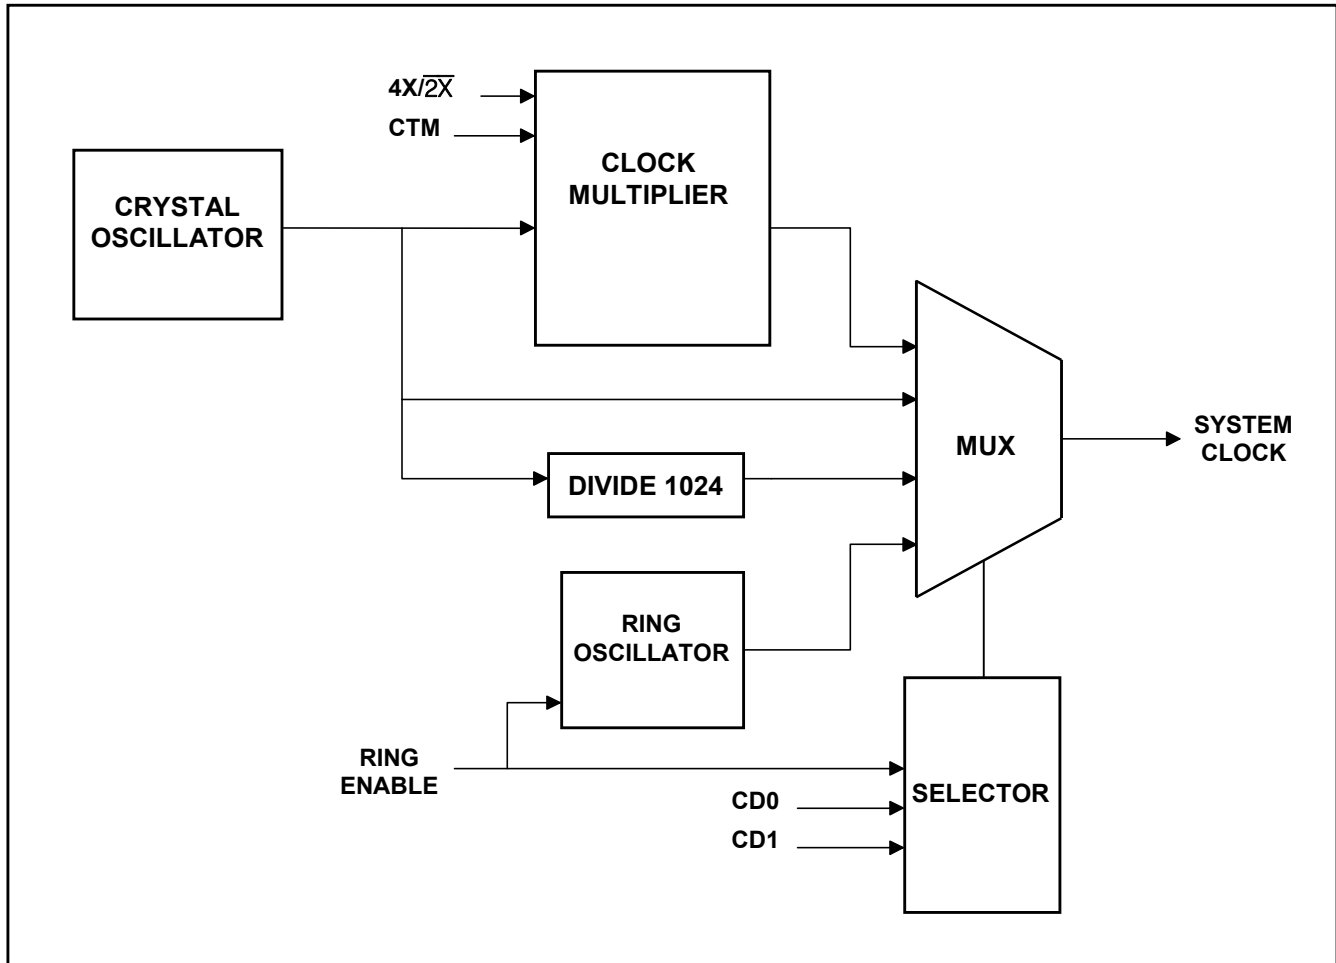 4X/2X̅
CTM
CLOCK
MULTIPLIER
CRYSTAL
OSCILLATOR
MUX
SYSTEM
CLOCK
DIVIDE 1024
RING
OSCILLATOR
RING
ENABLE
SELECTOR
CD0
CD1